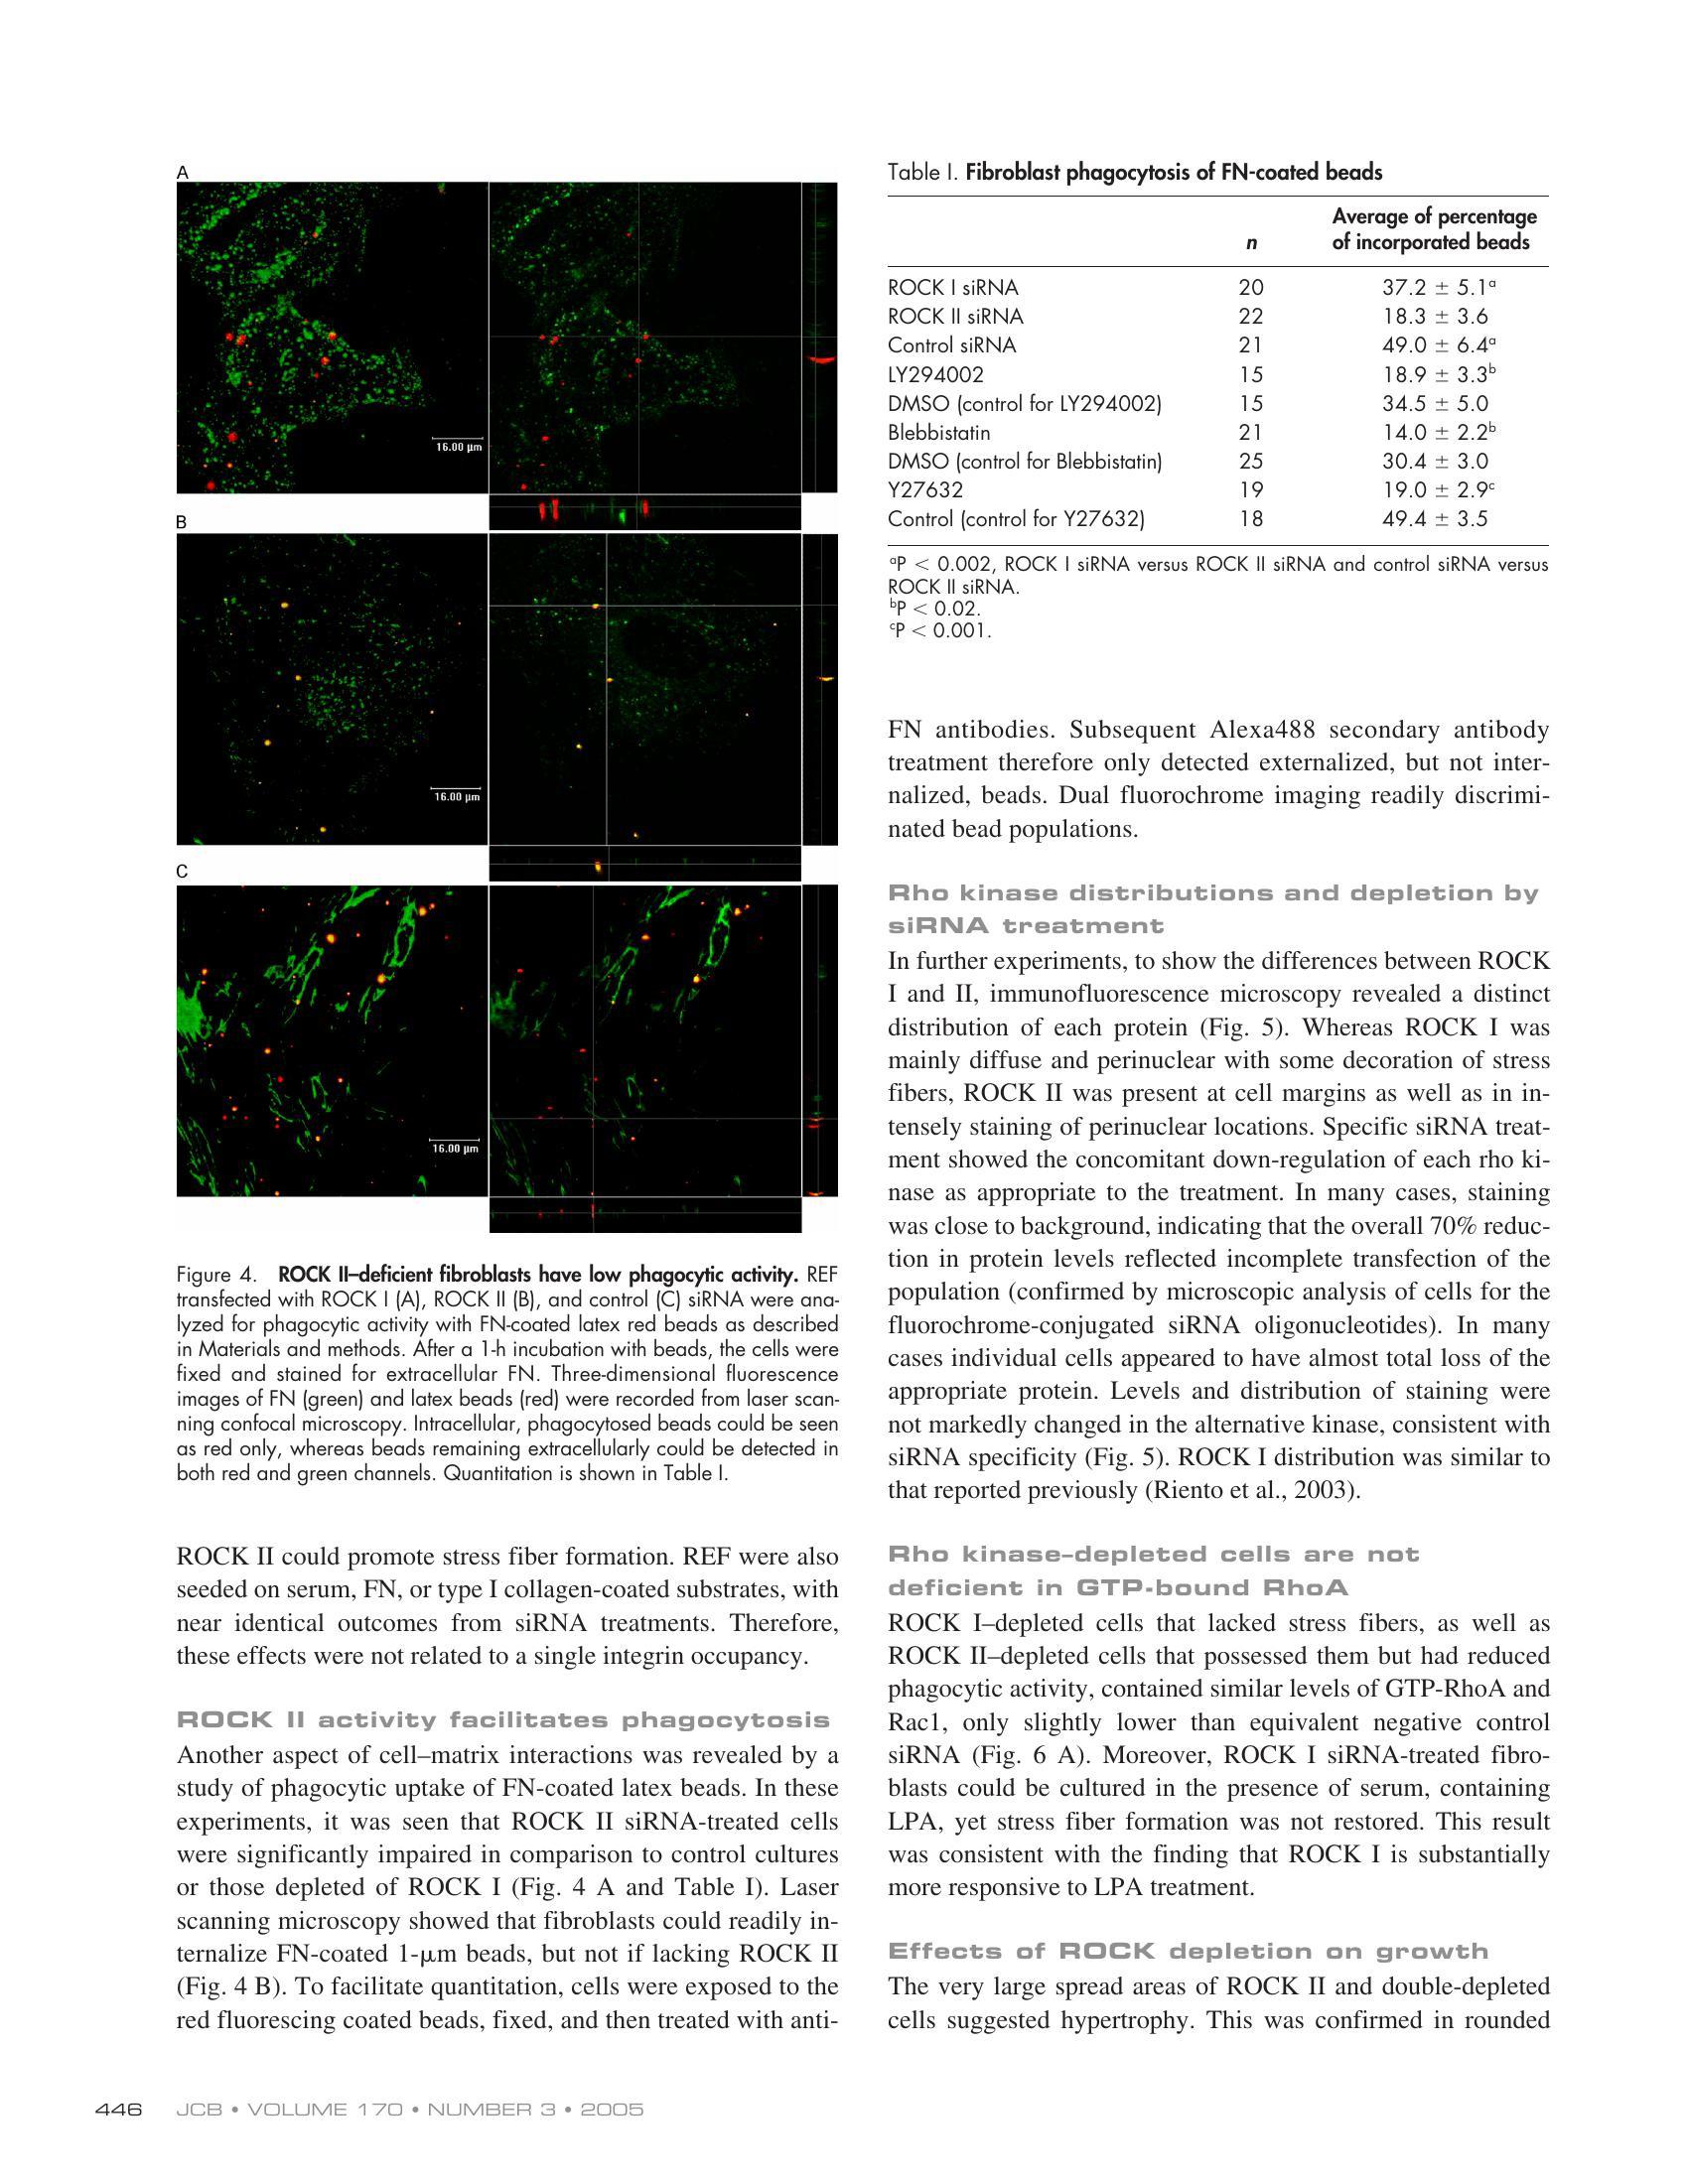 A
16.00 µm
B
16.00 µm
C
16.00 µm
Figure 4. ROCK II–deficient fibroblasts have low phagocytic activity. REF
transfected with ROCK I (A), ROCK II (B), and control (C) siRNA were ana-
lyzed for phagocytic activity with FN-coated latex red beads as described
in Materials and methods. After a 1-h incubation with beads, the cells were
fixed and stained for extracellular FN. Three-dimensional fluorescence
images of FN (green) and latex beads (red) were recorded from laser scan-
ning confocal microscopy. Intracellular, phagocytosed beads could be seen
as red only, whereas beads remaining extracellularly could be detected in
both red and green channels. Quantitation is shown in Table I.
ROCK II could promote stress fiber formation. REF were also
seeded on serum, FN, or type I collagen-coated substrates, with
near identical outcomes from siRNA treatments. Therefore,
these effects were not related to a single integrin occupancy.
ROCK II activity facilitates phagocytosis
Another aspect of cell–matrix interactions was revealed by a
study of phagocytic uptake of FN-coated latex beads. In these
experiments, it was seen that ROCK II siRNA-treated cells
were significantly impaired in comparison to control cultures
or those depleted of ROCK I (Fig. 4 A and Table I). Laser
scanning microscopy showed that fibroblasts could readily in-
ternalize FN-coated 1-µm beads, but not if lacking ROCK II
(Fig. 4 B). To facilitate quantitation, cells were exposed to the
red fluorescing coated beads, fixed, and then treated with anti-
Table I. Fibroblast phagocytosis of FN-coated beads
n Average of percentage
of incorporated beads
ROCK I siRNA 20 37.2 ± 5.1ᵃ
ROCK II siRNA 22 18.3 ± 3.6
Control siRNA 21 49.0 ± 6.4ᵃ
LY294002 15 18.9 ± 3.3ᵇ
DMSO (control for LY294002) 15 34.5 ± 5.0
Blebbistatin 21 14.0 ± 2.2ᵇ
DMSO (control for Blebbistatin) 25 30.4 ± 3.0
Y27632 19 19.0 ± 2.9ᶜ
Control (control for Y27632) 18 49.4 ± 3.5
ᵃP < 0.002, ROCK I siRNA versus ROCK II siRNA and control siRNA versus
ROCK II siRNA.
ᵇP < 0.02.
ᶜP < 0.001.
FN antibodies. Subsequent Alexa488 secondary antibody
treatment therefore only detected externalized, but not inter-
nalized, beads. Dual fluorochrome imaging readily discrimi-
nated bead populations.
Rho kinase distributions and depletion by
siRNA treatment
In further experiments, to show the differences between ROCK
I and II, immunofluorescence microscopy revealed a distinct
distribution of each protein (Fig. 5). Whereas ROCK I was
mainly diffuse and perinuclear with some decoration of stress
fibers, ROCK II was present at cell margins as well as in in-
tensely staining of perinuclear locations. Specific siRNA treat-
ment showed the concomitant down-regulation of each rho ki-
nase as appropriate to the treatment. In many cases, staining
was close to background, indicating that the overall 70% reduc-
tion in protein levels reflected incomplete transfection of the
population (confirmed by microscopic analysis of cells for the
fluorochrome-conjugated siRNA oligonucleotides). In many
cases individual cells appeared to have almost total loss of the
appropriate protein. Levels and distribution of staining were
not markedly changed in the alternative kinase, consistent with
siRNA specificity (Fig. 5). ROCK I distribution was similar to
that reported previously (Riento et al., 2003).
Rho kinase–depleted cells are not
deficient in GTP-bound RhoA
ROCK I–depleted cells that lacked stress fibers, as well as
ROCK II–depleted cells that possessed them but had reduced
phagocytic activity, contained similar levels of GTP-RhoA and
Rac1, only slightly lower than equivalent negative control
siRNA (Fig. 6 A). Moreover, ROCK I siRNA-treated fibro-
blasts could be cultured in the presence of serum, containing
LPA, yet stress fiber formation was not restored. This result
was consistent with the finding that ROCK I is substantially
more responsive to LPA treatment.
Effects of ROCK depletion on growth
The very large spread areas of ROCK II and double-depleted
cells suggested hypertrophy. This was confirmed in rounded
446 JCB • VOLUME 170 • NUMBER 3 • 2005